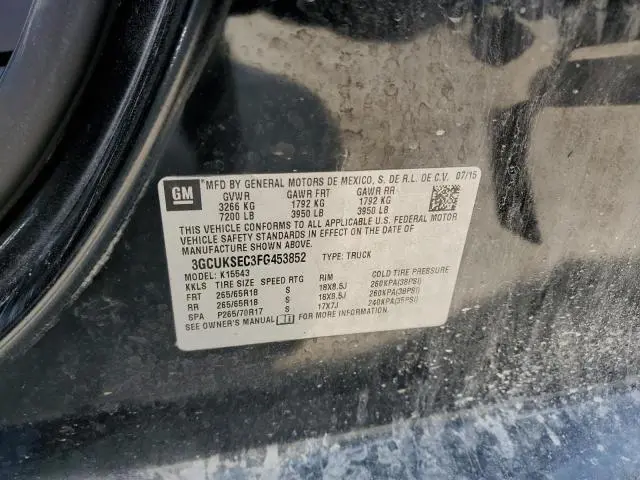 GM
MFD BY GENERAL MOTORS DE MEXICO, S. DE R.L. DE C.V. 07/15
GVWR GAWR FRT GAWR RR
3266 KG 1792 KG 1792 KG
7200 LB 3950 LB 3950 LB
THIS VEHICLE CONFORMS TO ALL APPLICABLE U.S. FEDERAL MOTOR
VEHICLE SAFETY STANDARDS IN EFFECT ON THE DATE OF
MANUFACTURE SHOWN ABOVE.
3GCUKSEC3FG453852 TYPE: TRUCK
MODEL: K15543
KKLS TIRE SIZE SPEED RTG RIM COLD TIRE PRESSURE
FRT 265/65R18 S 18X8.5J 260KPA(38PSI)
RR 265/65R18 S 18X8.5J 260KPA(38PSI)
SPA P265/70R17 S 17X7J 240KPA(35PSI)
SEE OWNER'S MANUAL FOR MORE INFORMATION